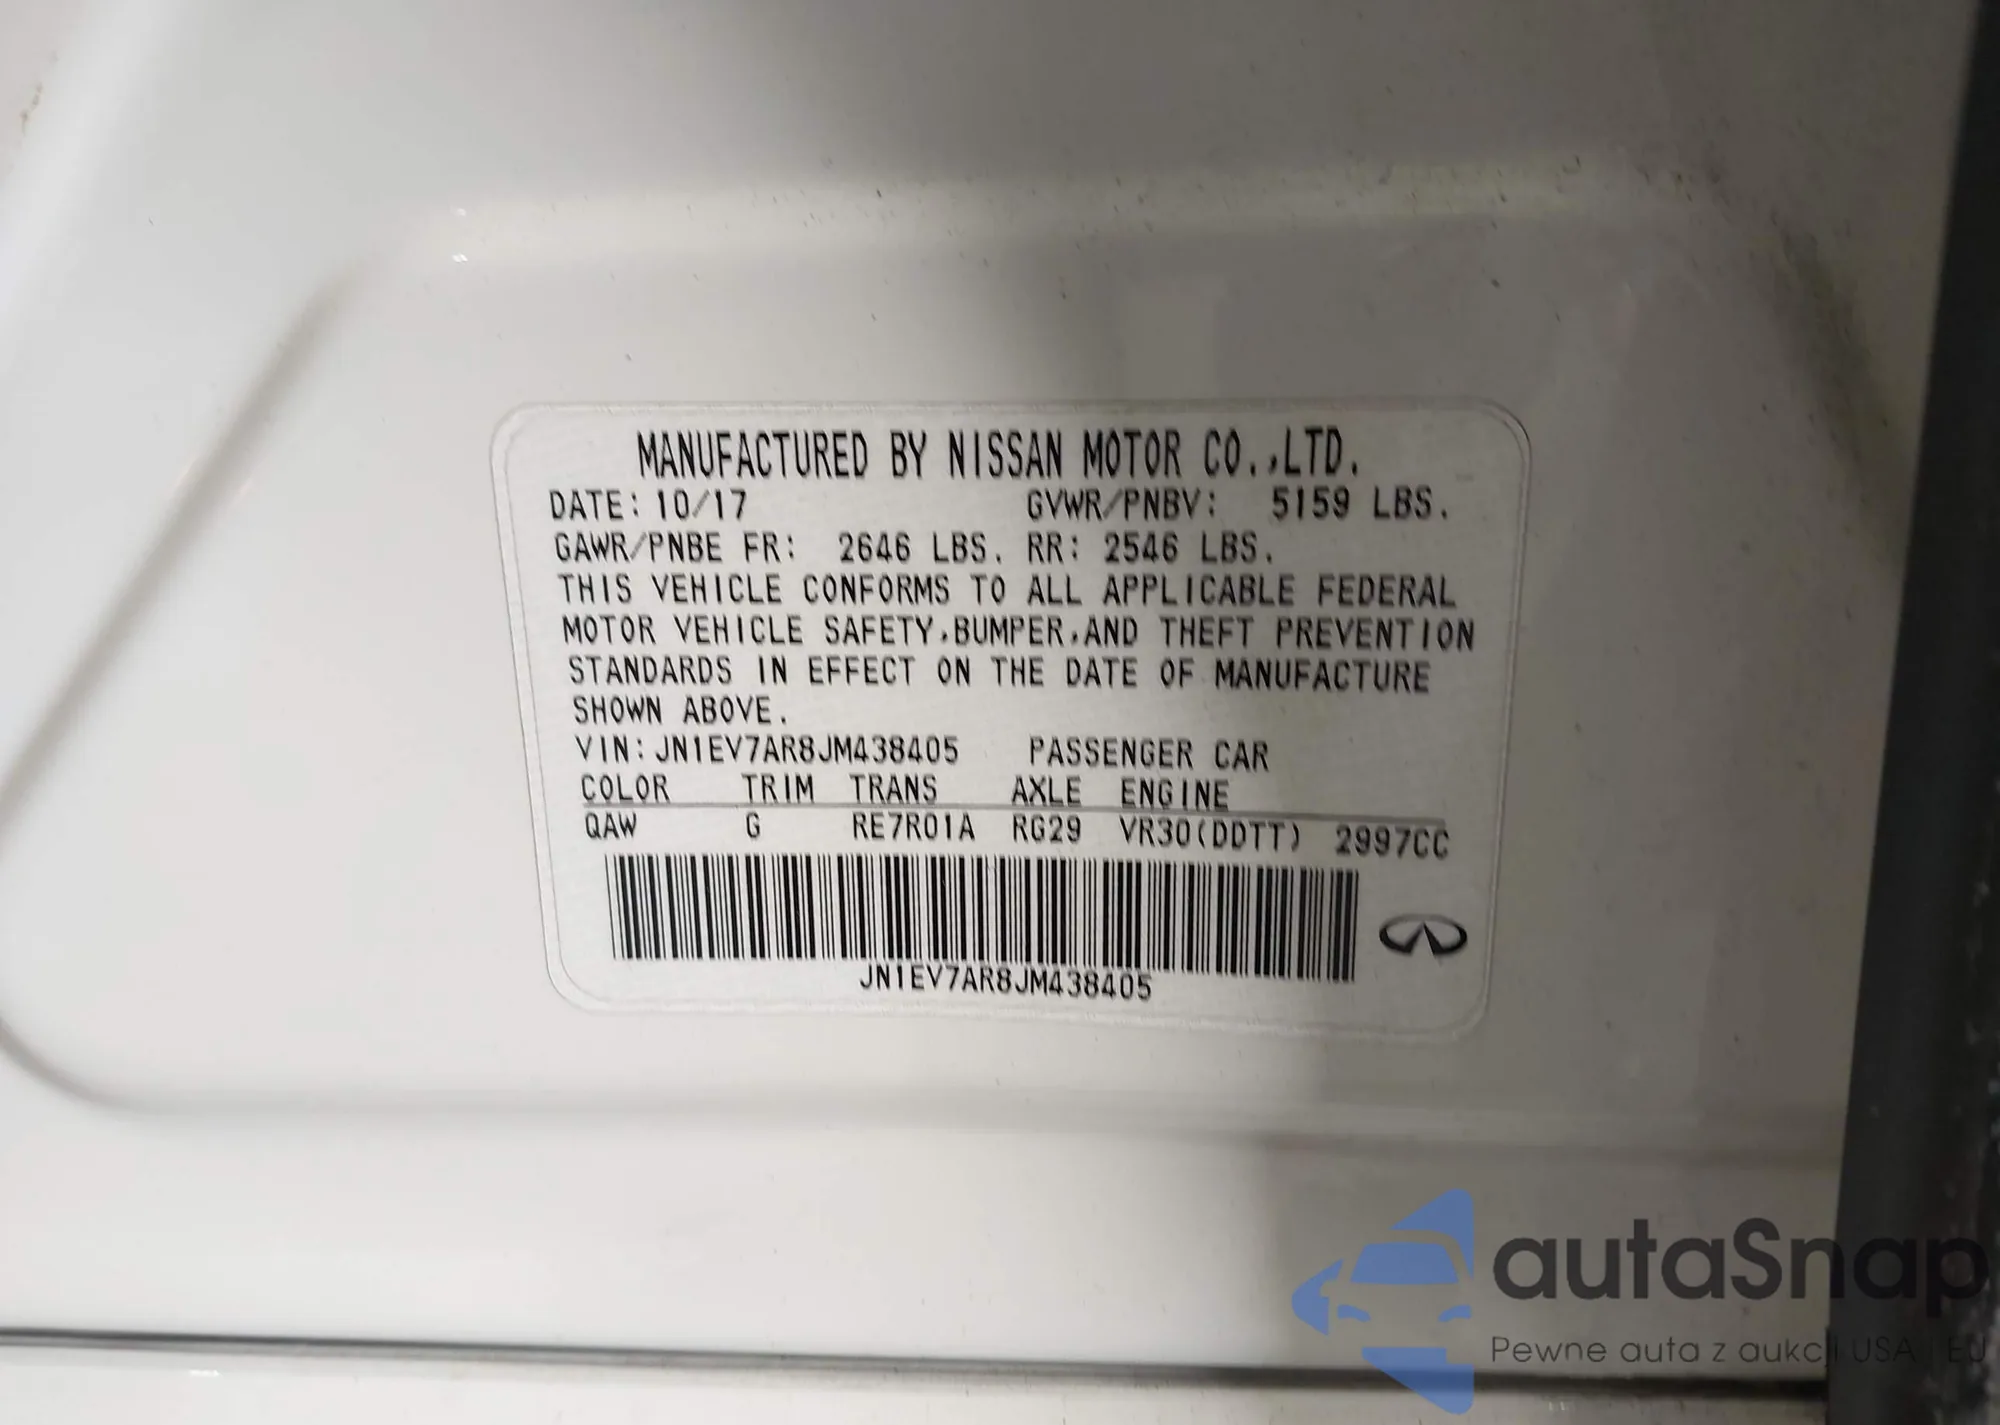 MANUFACTURED BY NISSAN MOTOR CO.,LTD.
DATE: 10/17 GVWR/PNBV: 5159 LBS.
GAWR/PNBE FR: 2646 LBS. RR: 2546 LBS.
THIS VEHICLE CONFORMS TO ALL APPLICABLE FEDERAL
MOTOR VEHICLE SAFETY,BUMPER,AND THEFT PREVENTION
STANDARDS IN EFFECT ON THE DATE OF MANUFACTURE
SHOWN ABOVE.
VIN:JN1EV7AR8JM438405 PASSENGER CAR
COLOR TRIM TRANS AXLE ENGINE
QAW G RE7R01A RG29 VR30(DDTT) 2997CC
JN1EV7AR8JM438405
autaSnap
Pewne auta z aukcji USA i EU